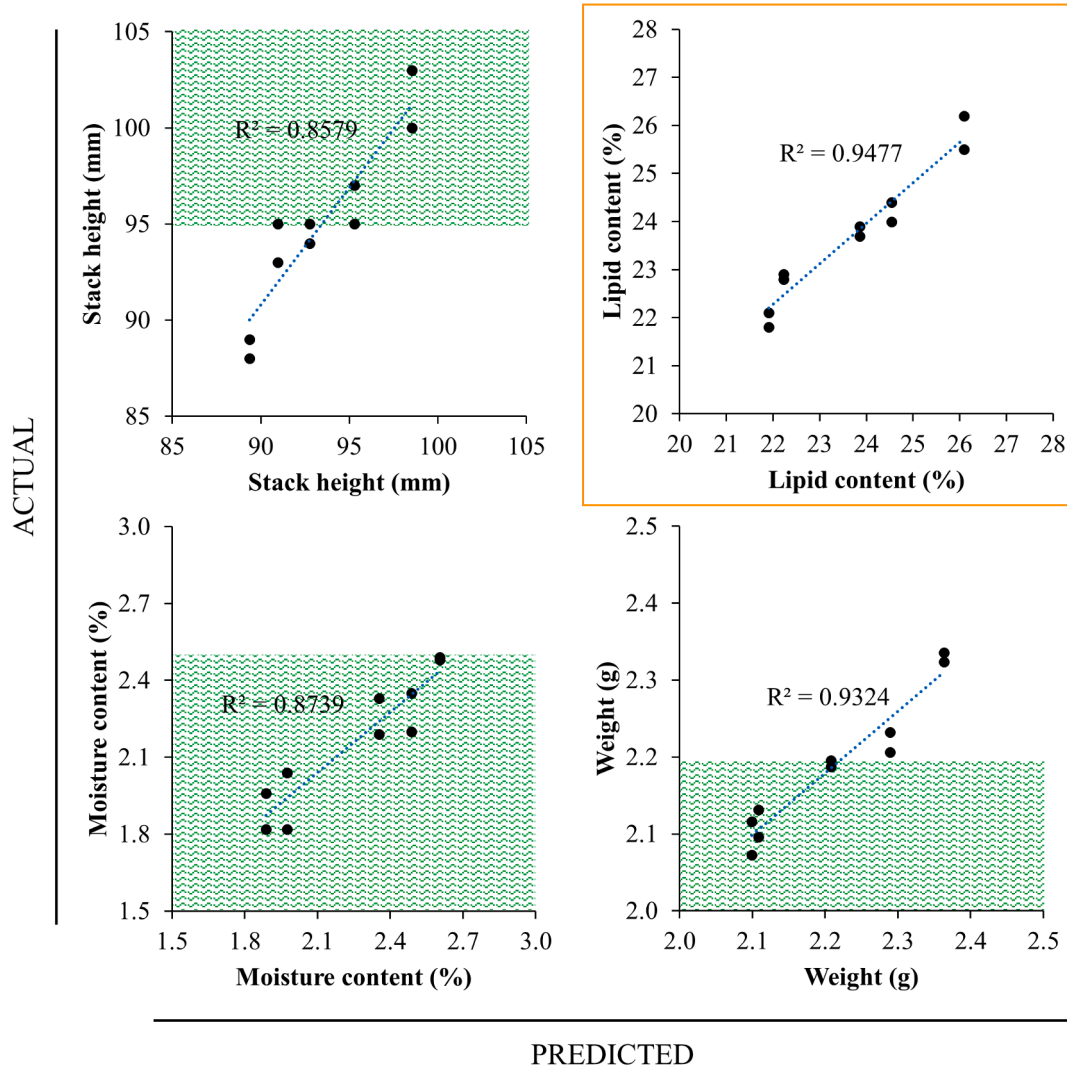 ACTUAL
105
100
95
90
85
85 90 95 100 105
Stack height (mm)
Stack height (mm)
R² = 0.8579
28
27
26
25
24
23
22
21
20
20 21 22 23 24 25 26 27 28
Lipid content (%)
Lipid content (%)
R² = 0.9477
3.0
2.7
2.4
2.1
1.8
1.5
1.5 1.8 2.1 2.4 2.7 3.0
Moisture content (%)
Moisture content (%)
R² = 0.8739
2.5
2.4
2.3
2.2
2.1
2.0
2.0 2.1 2.2 2.3 2.4 2.5
Weight (g)
Weight (g)
R² = 0.9324
PREDICTED